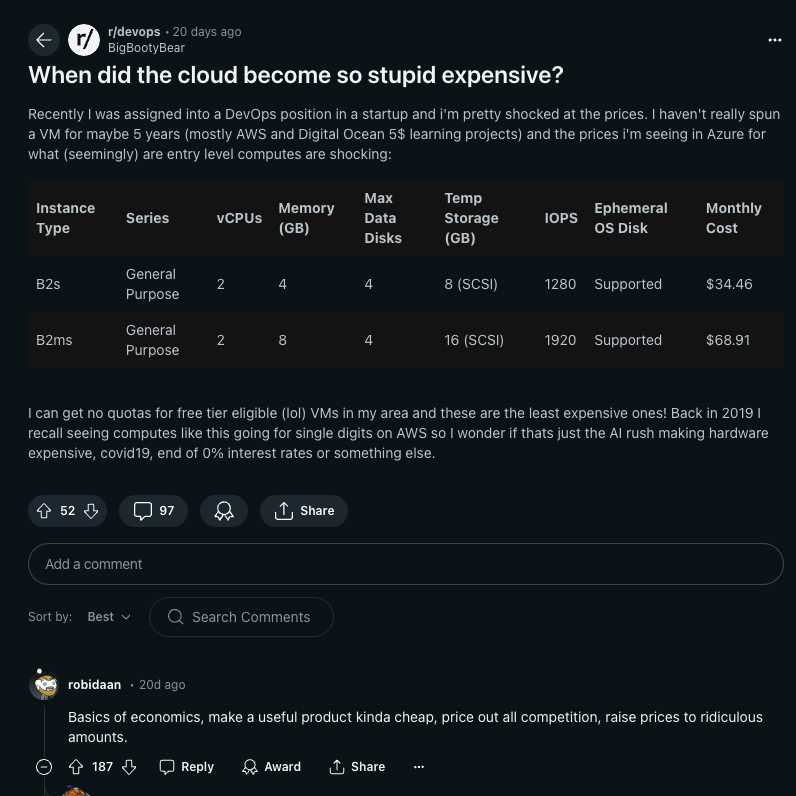 r/devops • 20 days ago
BigBootyBear
When did the cloud become so stupid expensive?
Recently I was assigned into a DevOps position in a startup and i'm pretty shocked at the prices. I haven't really spun
a VM for maybe 5 years (mostly AWS and Digital Ocean 5$ learning projects) and the prices i'm seeing in Azure for
what (seemingly) are entry level computes are shocking:
Instance Type Series vCPUs Memory (GB) Max Data Disks Temp Storage (GB) IOPS Ephemeral OS Disk Monthly Cost
B2s General Purpose 2 4 4 8 (SCSI) 1280 Supported $34.46
B2ms General Purpose 2 8 4 16 (SCSI) 1920 Supported $68.91
I can get no quotas for free tier eligible (lol) VMs in my area and these are the least expensive ones! Back in 2019 I
recall seeing computes like this going for single digits on AWS so I wonder if thats just the AI rush making hardware
expensive, covid19, end of 0% interest rates or something else.
52 97 Share
Add a comment
Sort by: Best Search Comments
robidaan • 20d ago
Basics of economics, make a useful product kinda cheap, price out all competition, raise prices to ridiculous
amounts.
187 Reply Award Share